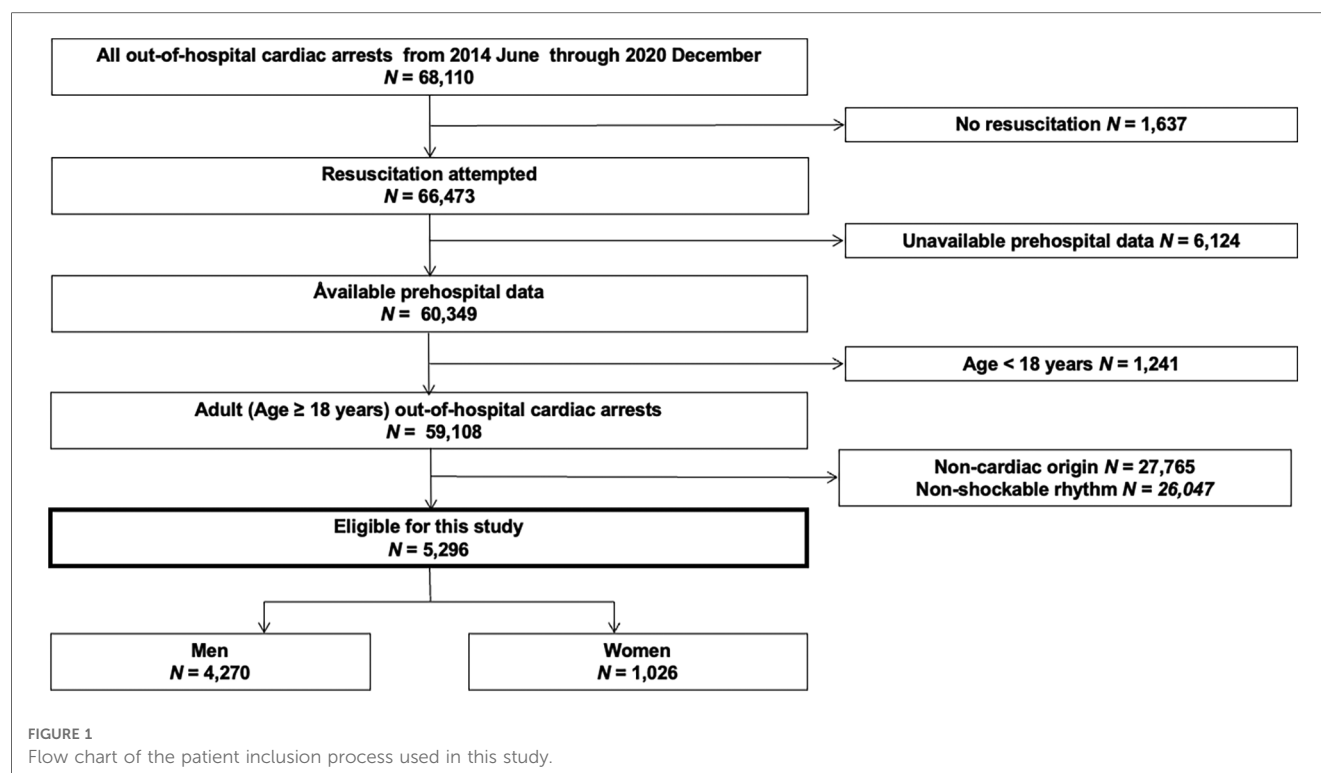 All out-of-hospital cardiac arrests from 2014 June through 2020 December
N = 68,110
No resuscitation N = 1,637
Resuscitation attempted
N = 66,473
Unavailable prehospital data N = 6,124
Åvailable prehospital data
N = 60,349
Age < 18 years N = 1,241
Adult (Age ≥ 18 years) out-of-hospital cardiac arrests
N = 59,108
Non-cardiac origin N = 27,765
Non-shockable rhythm N = 26,047
Eligible for this study
N = 5,296
Men
N = 4,270
Women
N = 1,026
FIGURE 1
Flow chart of the patient inclusion process used in this study.